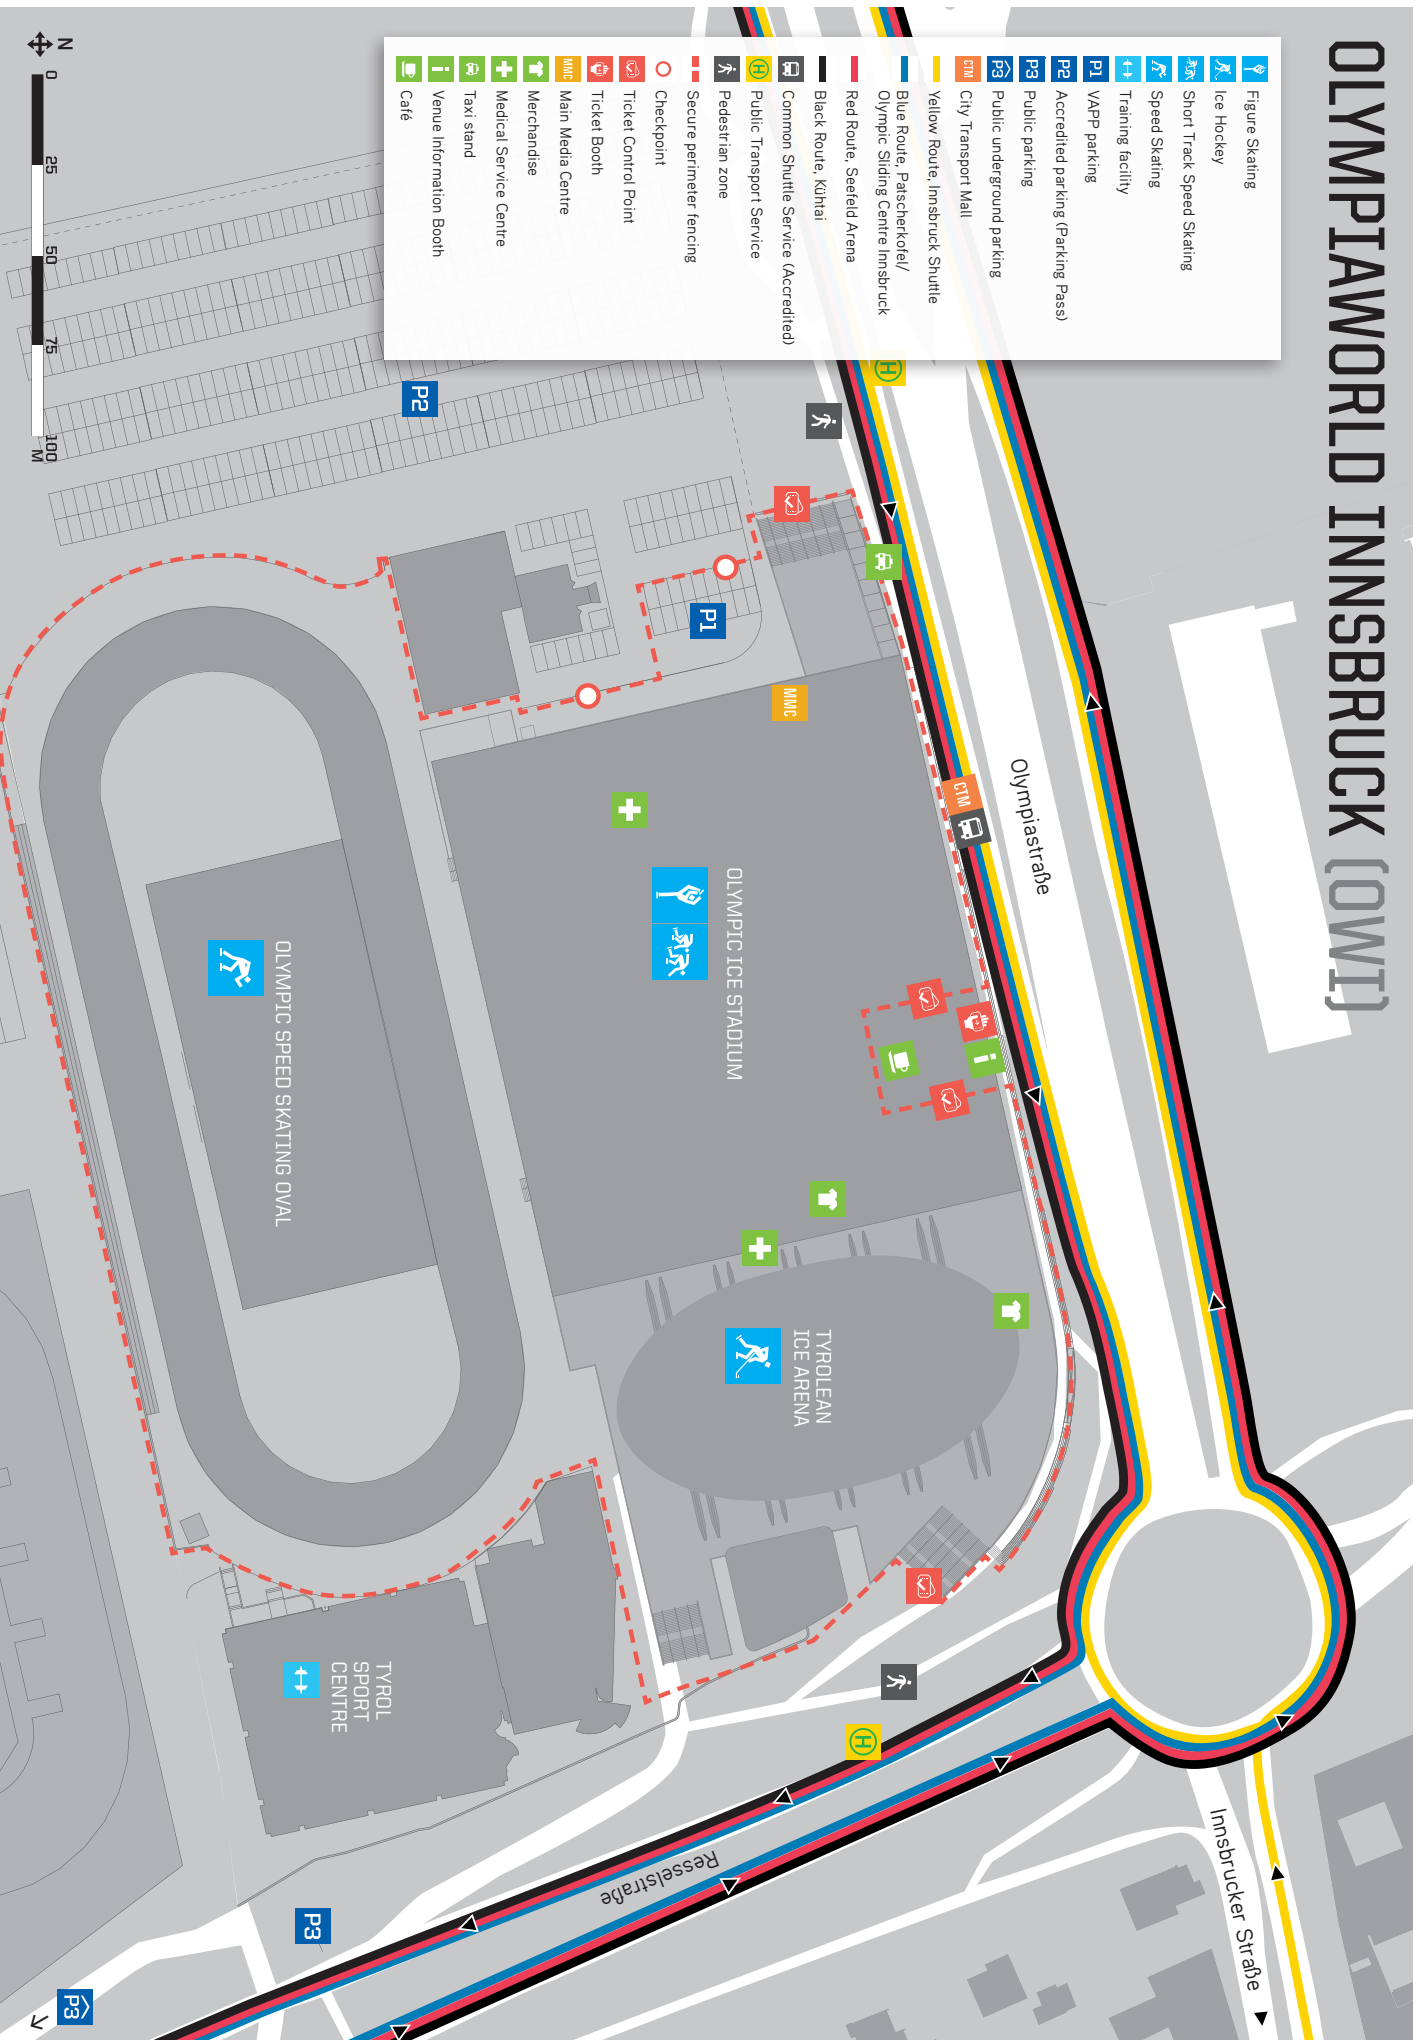 OLYMPIAWORLD INNSBRUCK (OWI)
Figure Skating
Ice Hockey
Short Track Speed Skating
Speed Skating
Training facility
P1 VAPP parking
P2 Accredited parking (Parking Pass)
P3 Public parking
P3 Public underground parking
CTM City Transport Mall
Yellow Route, Innsbruck Shuttle
Blue Route, Patscherkofel/
Olympic Sliding Centre Innsbruck
Red Route, Seefeld Arena
Black Route, Kühtai
Common Shuttle Service (Accredited)
H Public Transport Service
Pedestrian zone
Secure perimeter fencing
Checkpoint
Ticket Control Point
Ticket Booth
MMC Main Media Centre
Merchandise
Medical Service Centre
Taxi stand
i Venue Information Booth
Café
N
0 25 50 75 100 M
H
P2
P1
MMC
CTM
Olympiastraße
OLYMPIC ICE STADIUM
i
OLYMPIC SPEED SKATING OVAL
TYROLEAN
ICE ARENA
TYROL
SPORT
CENTRE
H
Resselstraße
Innsbrucker Straße
P3
P3